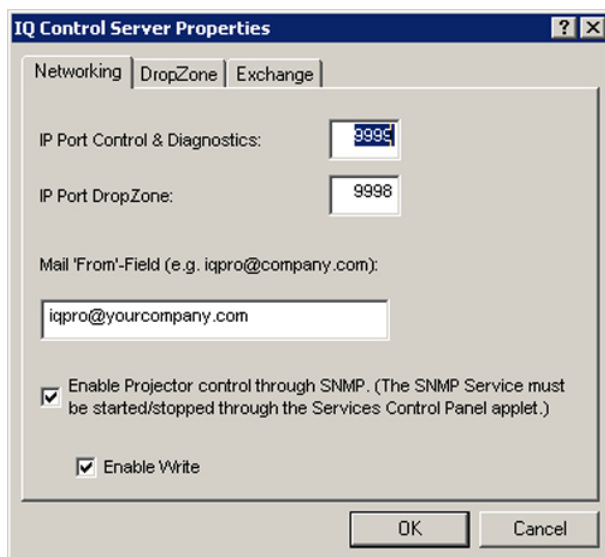 IQ Control Server Properties
Networking DropZone Exchange
IP Port Control & Diagnostics: 9999
IP Port DropZone: 9998
Mail 'From'-Field (e.g. iqpro@company.com):
iqpro@yourcompany.com
Enable Projector control through SNMP. (The SNMP Service must
be started/stopped through the Services Control Panel applet.)
Enable Write
OK Cancel